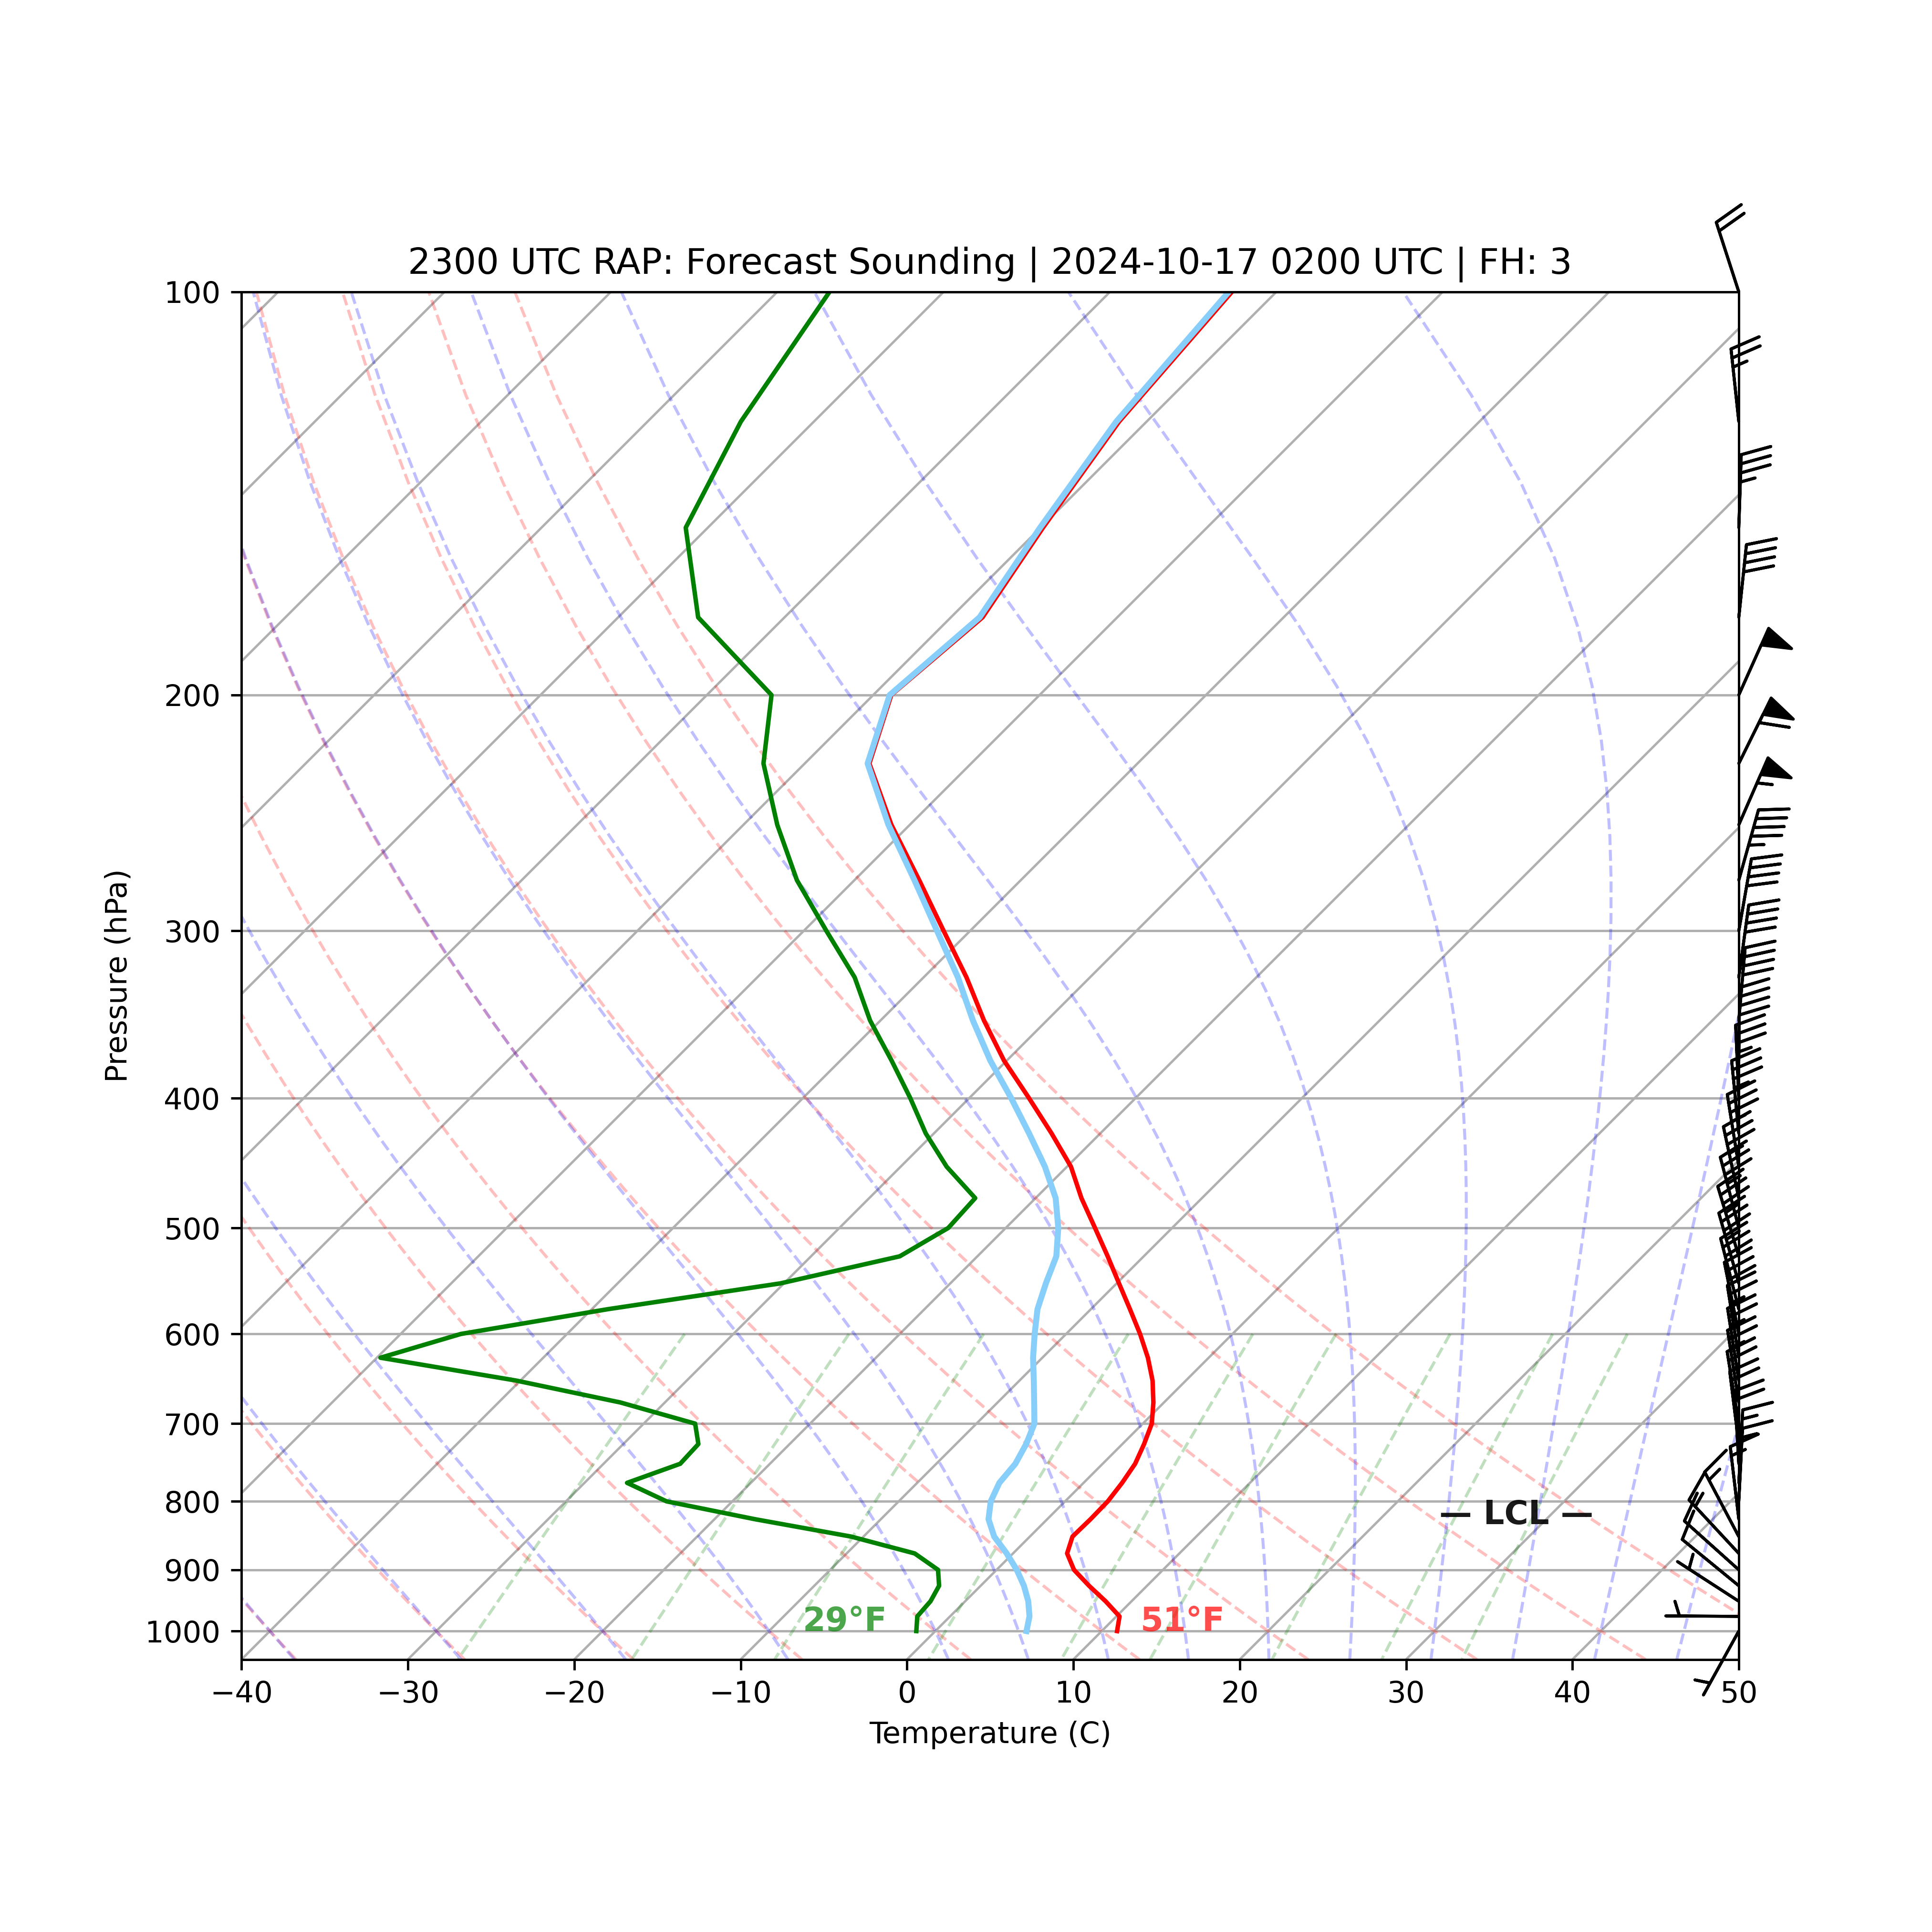 2300 UTC RAP: Forecast Sounding | 2024-10-17 0200 UTC | FH: 3
100
200
300
400
500
600
700
800
900
1000
Pressure (hPa)
— LCL —
29°F
51°F
−40 −30 −20 −10 0 10 20 30 40 50
Temperature (C)